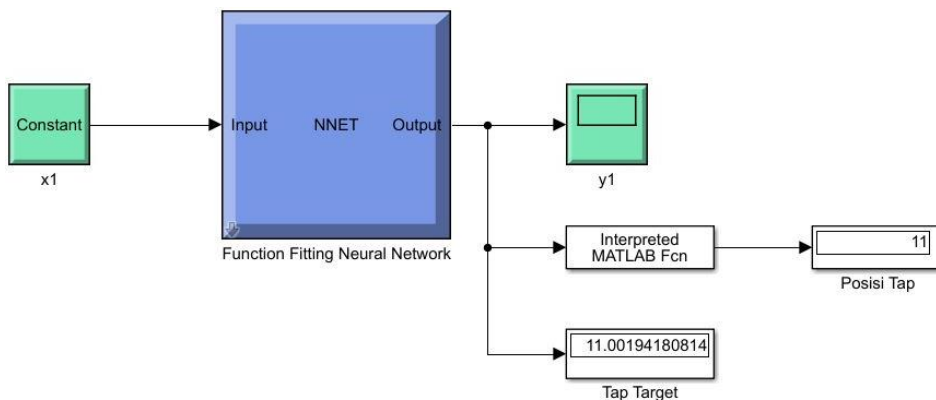 Constant
x1
Input NNET Output
Function Fitting Neural Network
y1
Interpreted
MATLAB Fcn
11
Posisi Tap
11.00194180814
Tap Target